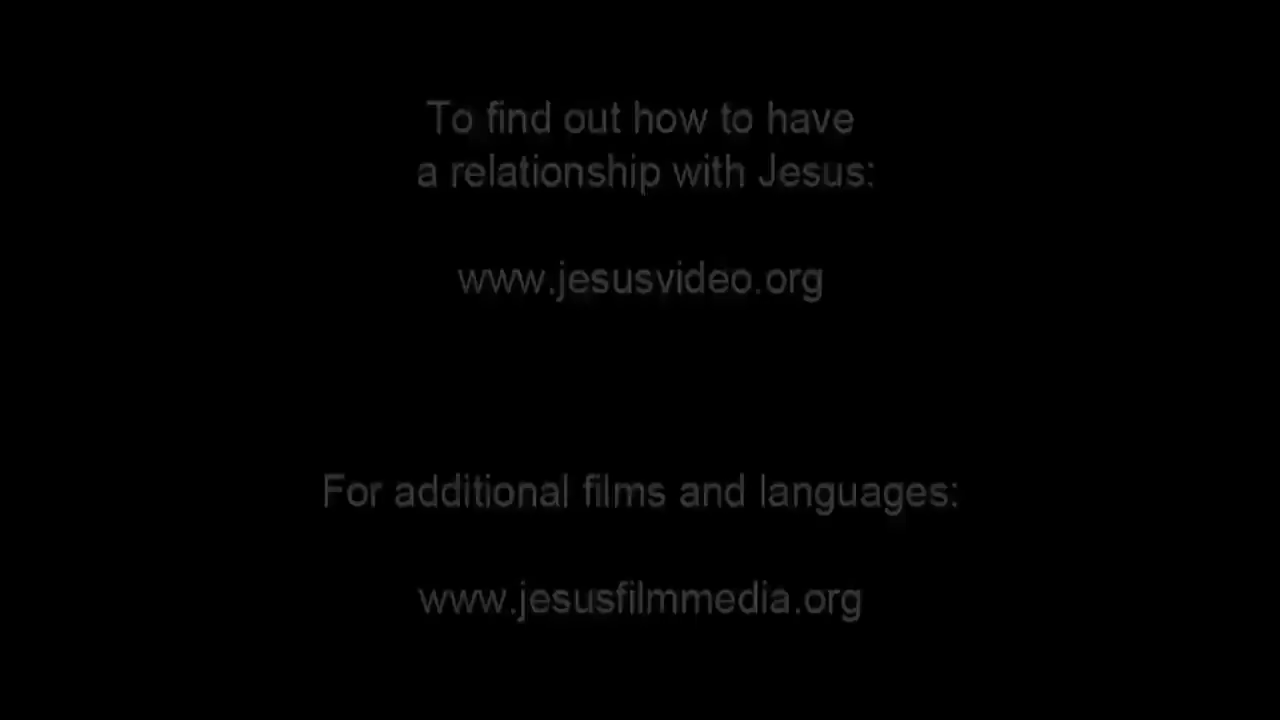 To find out how to have
a relationship with Jesus:
www.jesusvideo.org
For additional films and languages:
www.jesusfilmmedia.org